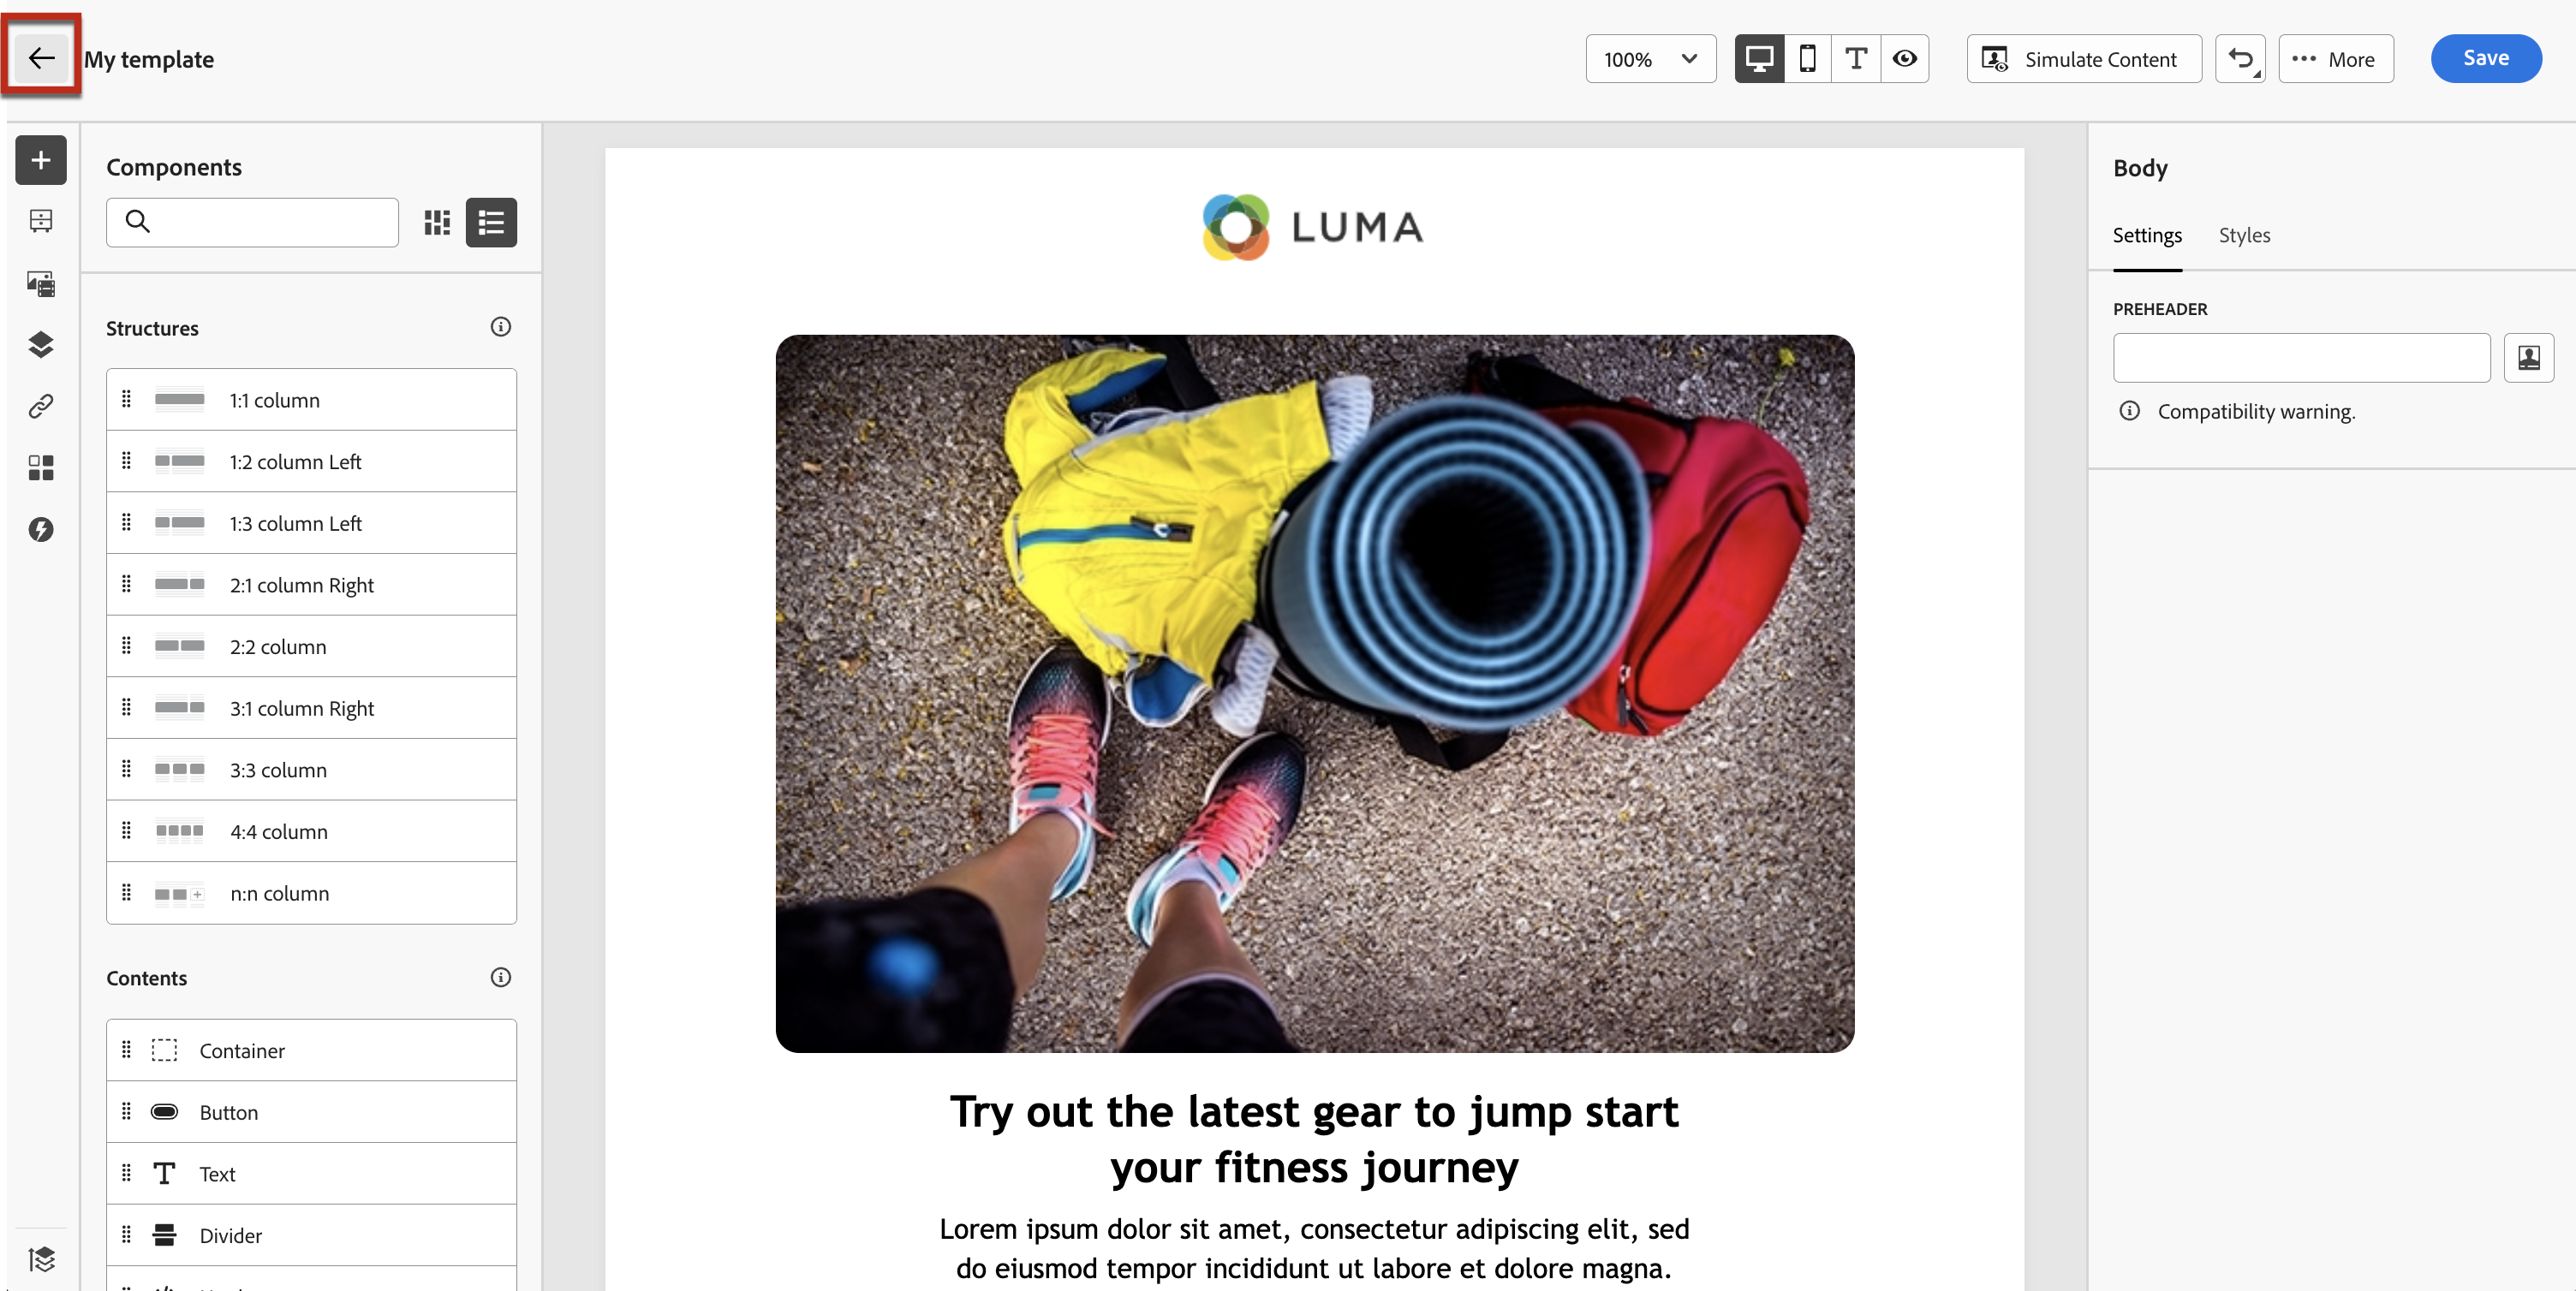 My template
100%
Simulate Content
More
Save
Components
Structures
1:1 column
1:2 column Left
1:3 column Left
2:1 column Right
2:2 column
3:1 column Right
3:3 column
4:4 column
n:n column
Contents
Container
Button
Text
Divider
LUMA
Try out the latest gear to jump start
your fitness journey
Lorem ipsum dolor sit amet, consectetur adipiscing elit, sed
do eiusmod tempor incididunt ut labore et dolore magna.
Body
Settings Styles
PREHEADER
Compatibility warning.